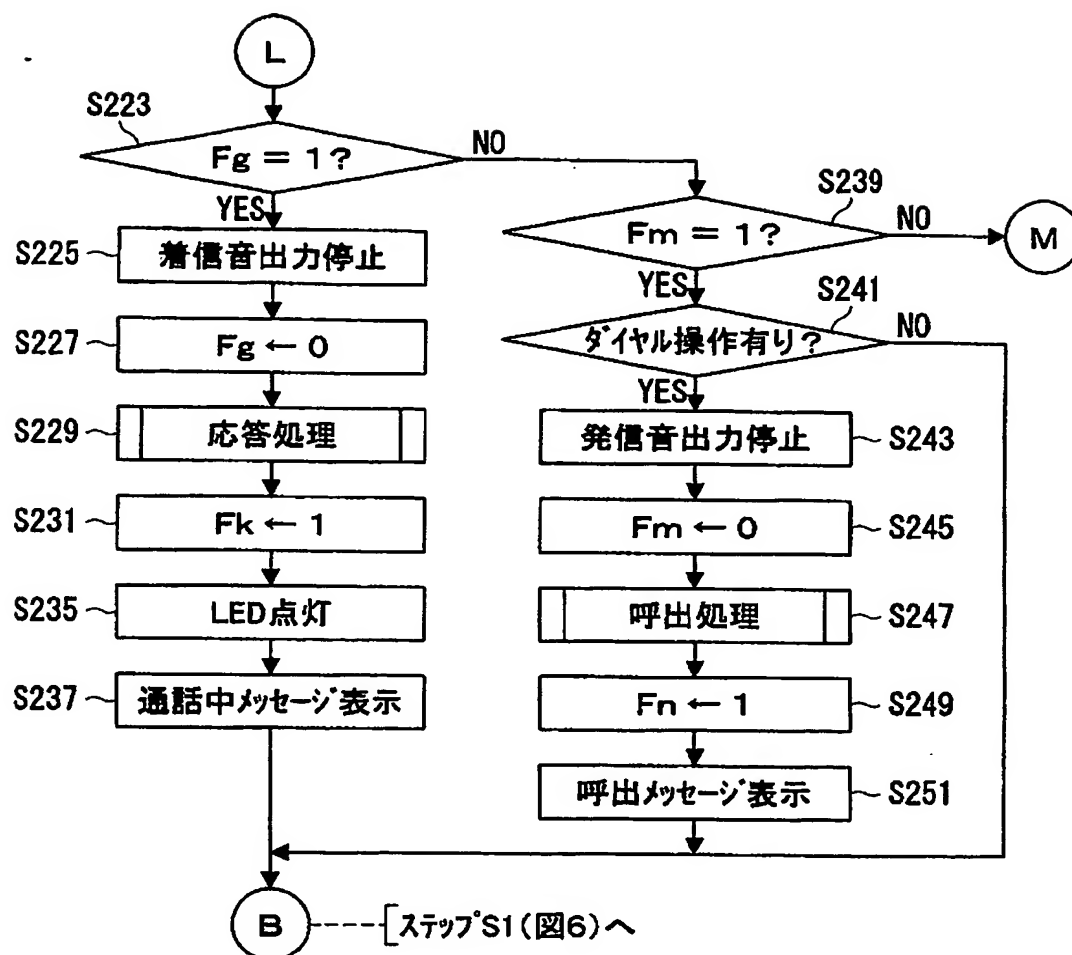 L
S223
Fg = 1?
NO
YES
S225
着信音出力停止
S227
Fg ← 0
S229
応答処理
S231
Fk ← 1
S235
LED点灯
S237
通話中メッセージ表示
S239
Fm = 1?
NO
M
YES
S241
ダイヤル操作有り?
NO
YES
発信音出力停止
S243
Fm ← 0
S245
呼出処理
S247
Fn ← 1
S249
呼出メッセージ表示
S251
B
ステップS1(図6)へ